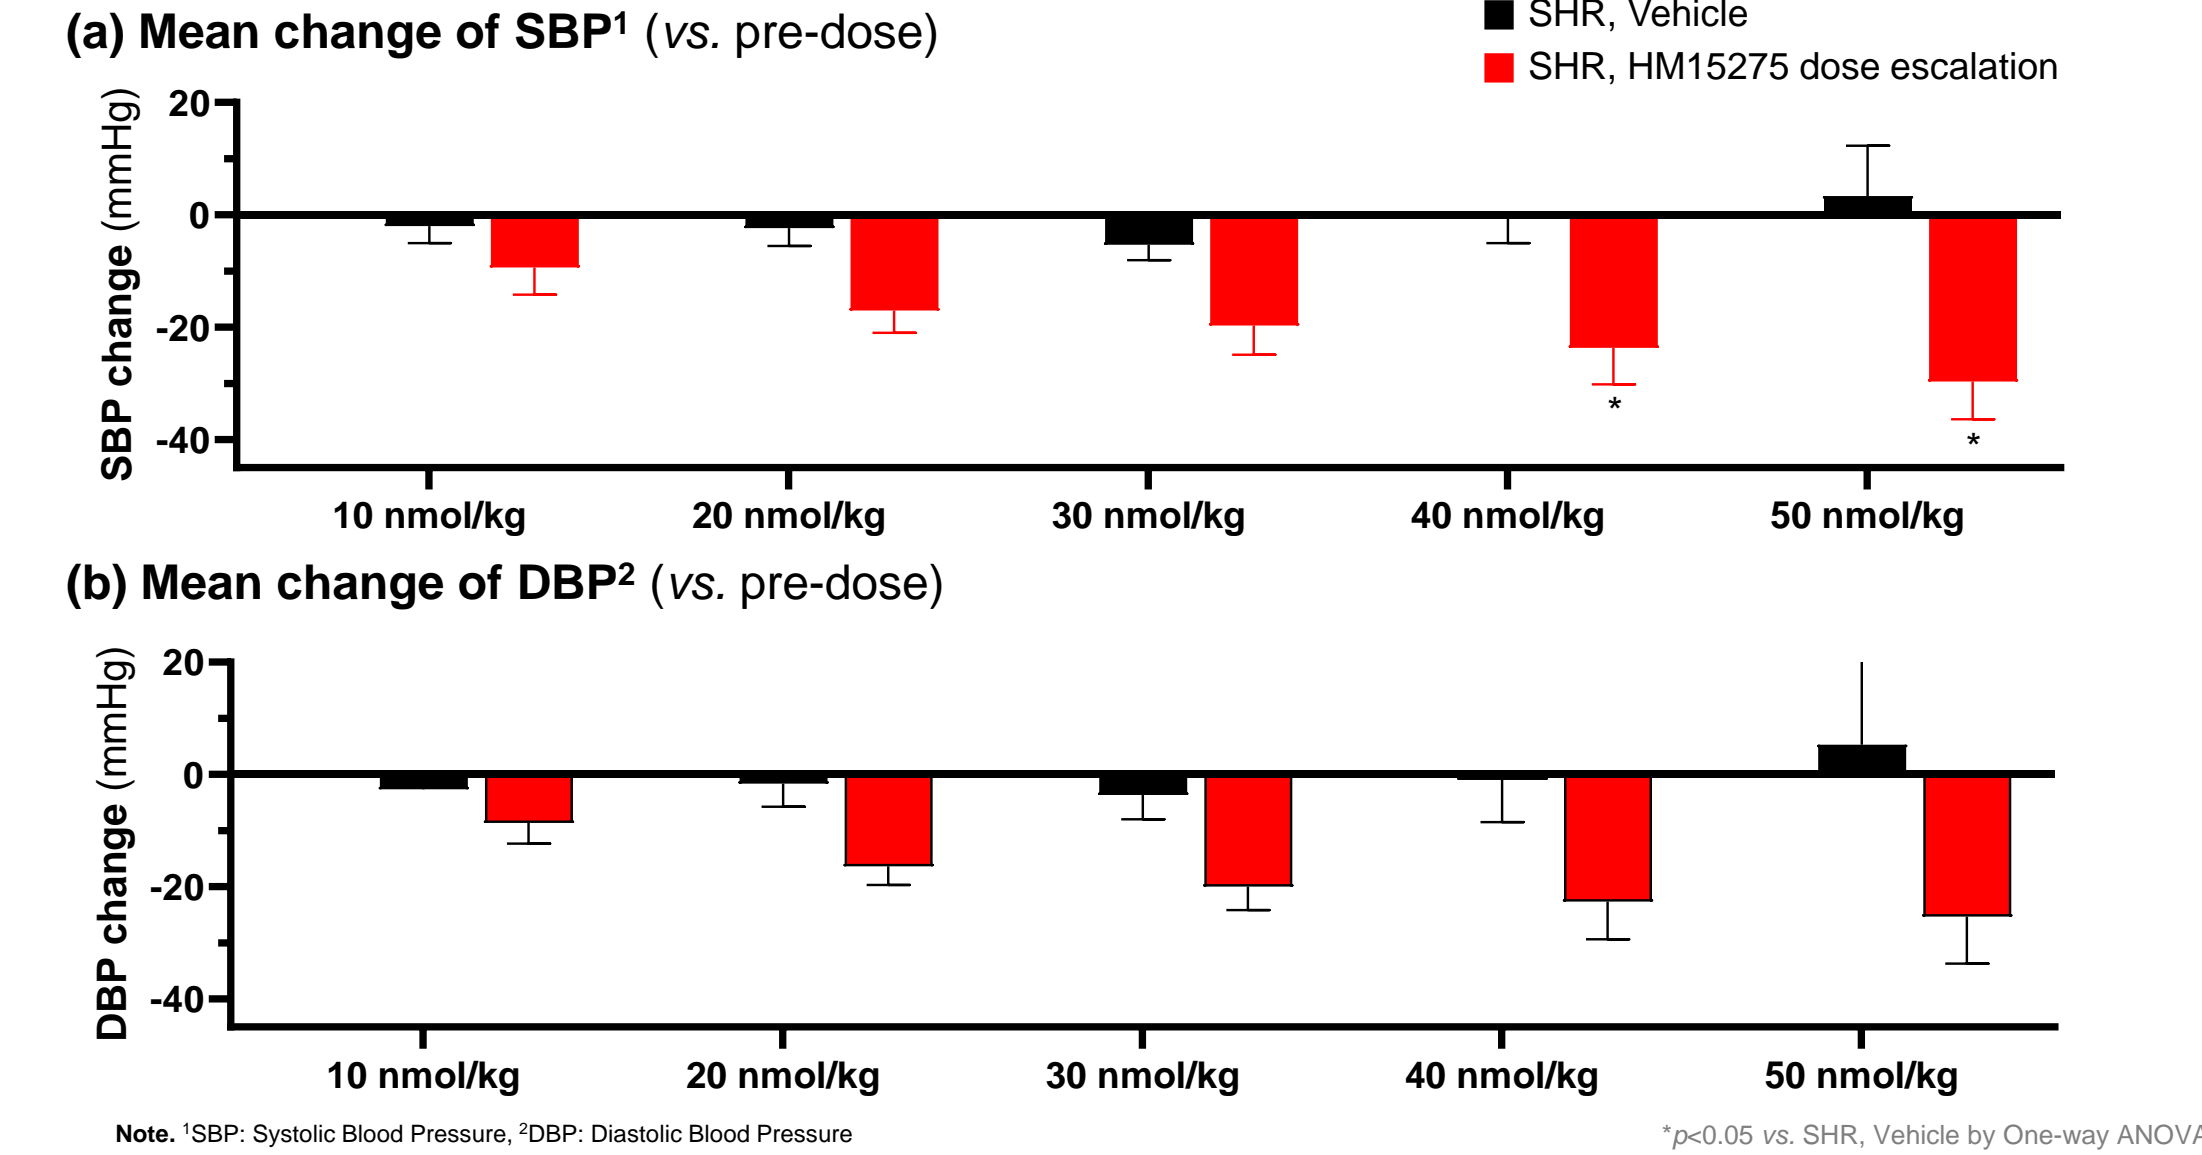 (a) Mean change of SBP¹ (vs. pre-dose)
SHR, Vehicle
SHR, HM15275 dose escalation
SBP change (mmHg)
20
0
-20
-40
*
*
10 nmol/kg
20 nmol/kg
30 nmol/kg
40 nmol/kg
50 nmol/kg
(b) Mean change of DBP² (vs. pre-dose)
DBP change (mmHg)
20
0
-20
-40
10 nmol/kg
20 nmol/kg
30 nmol/kg
40 nmol/kg
50 nmol/kg
Note. ¹SBP: Systolic Blood Pressure, ²DBP: Diastolic Blood Pressure
*p<0.05 vs. SHR, Vehicle by One-way ANOVA